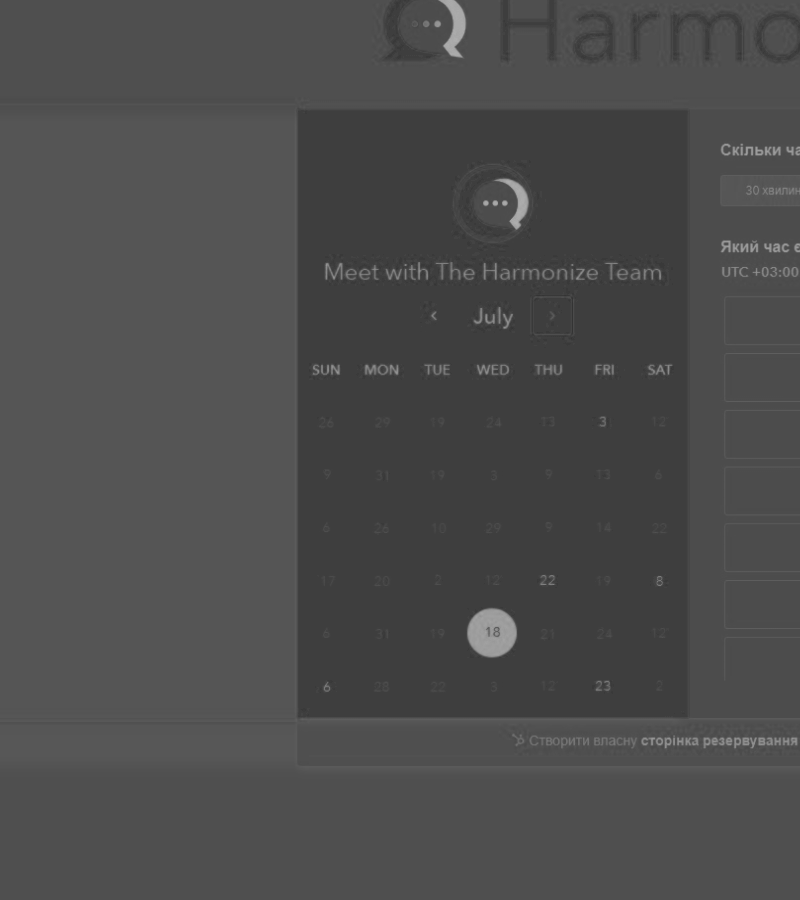 Harmo
Meet with The Harmonize Team
July
SUN MON TUE WED THU FRI SAT
26 29 19 24 13 3 12
9 31 19 3 9 13 6
6 26 10 29 9 14 22
17 20 2 12 22 19 8
6 31 19 18 21 24 12
6 28 22 12 23 2
Скільки ча
30 хвилин
Який час є
UTC +03:00
Створити власну сторінка резервування